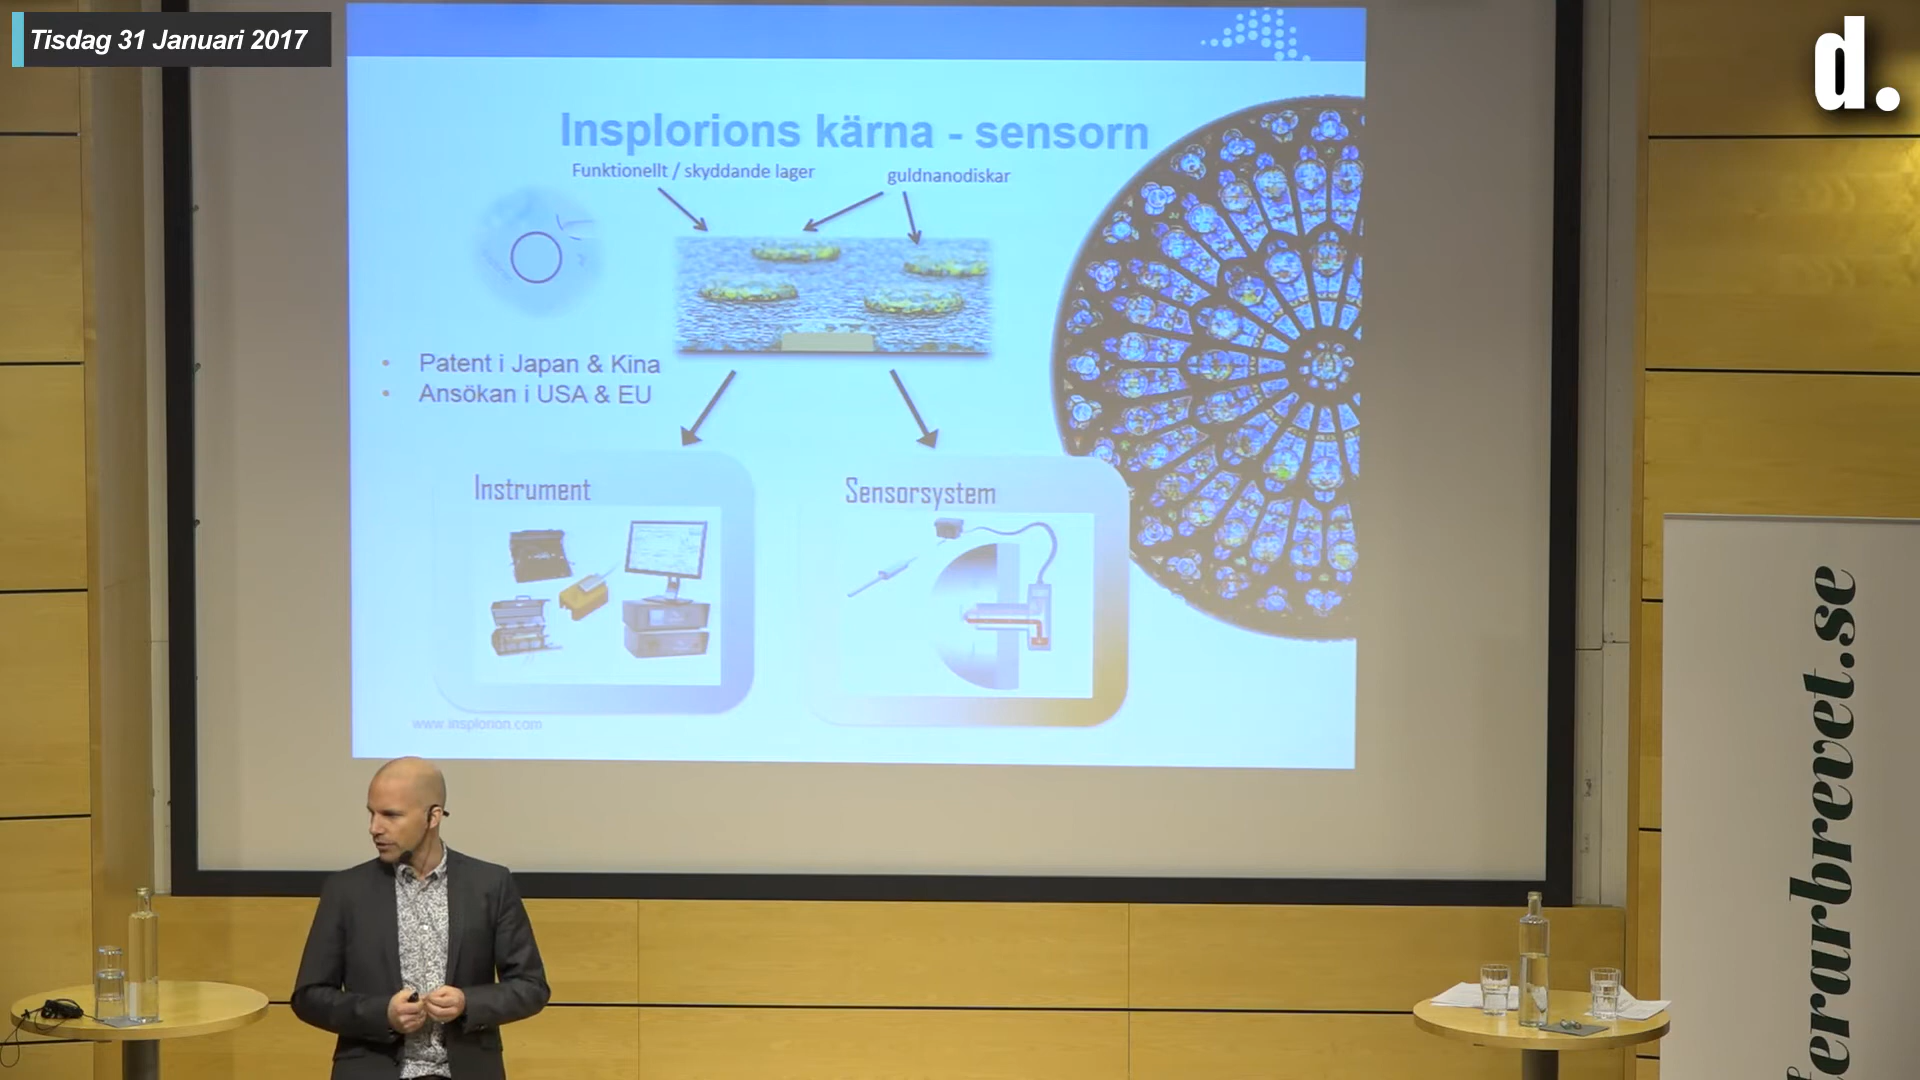 Tisdag 31 Januari 2017
d.
Insplorions kärna - sensorn
Funktionellt / skyddande lager
guldnanodiskar
• Patent i Japan & Kina
• Ansökan i USA & EU
Instrument
Sensorsystem
www.insplorion.com
erarbrevet.se